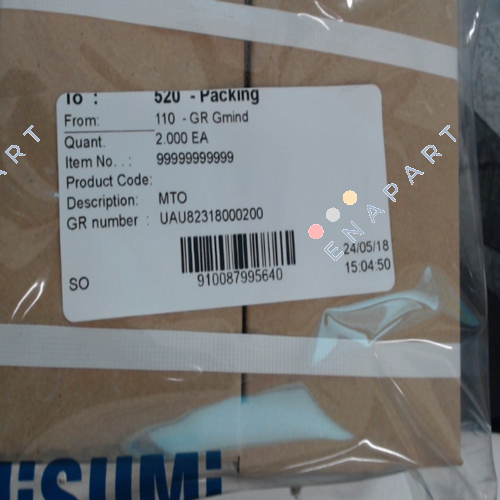 To : 520 - Packing
From: 110 - GR Gmind
Quant. 2.000 EA
Item No. . : 99999999999
Product Code:
Description: MTO
GR number : UAU82318000200
24/05/18
15:04:50
910087995640
SO
ENAPART
PART